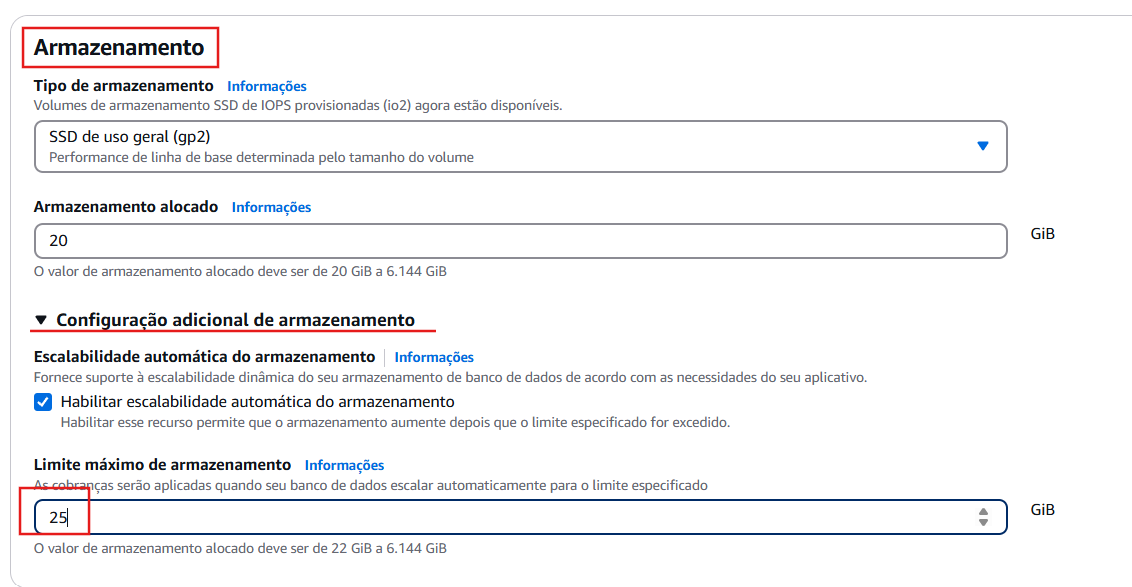 Armazenamento
Tipo de armazenamento Informações
Volumes de armazenamento SSD de IOPS provisionadas (io2) agora estão disponíveis.
SSD de uso geral (gp2)
Performance de linha de base determinada pelo tamanho do volume
Armazenamento alocado Informações
20 GiB
O valor de armazenamento alocado deve ser de 20 GiB a 6.144 GiB
Configuração adicional de armazenamento
Escalabilidade automática do armazenamento Informações
Fornece suporte à escalabilidade dinâmica do seu armazenamento de banco de dados de acordo com as necessidades do seu aplicativo.
Habilitar escalabilidade automática do armazenamento
Habilitar esse recurso permite que o armazenamento aumente depois que o limite especificado for excedido.
Limite máximo de armazenamento Informações
As cobranças serão aplicadas quando seu banco de dados escalar automaticamente para o limite especificado
25 GiB
O valor de armazenamento alocado deve ser de 22 GiB a 6.144 GiB